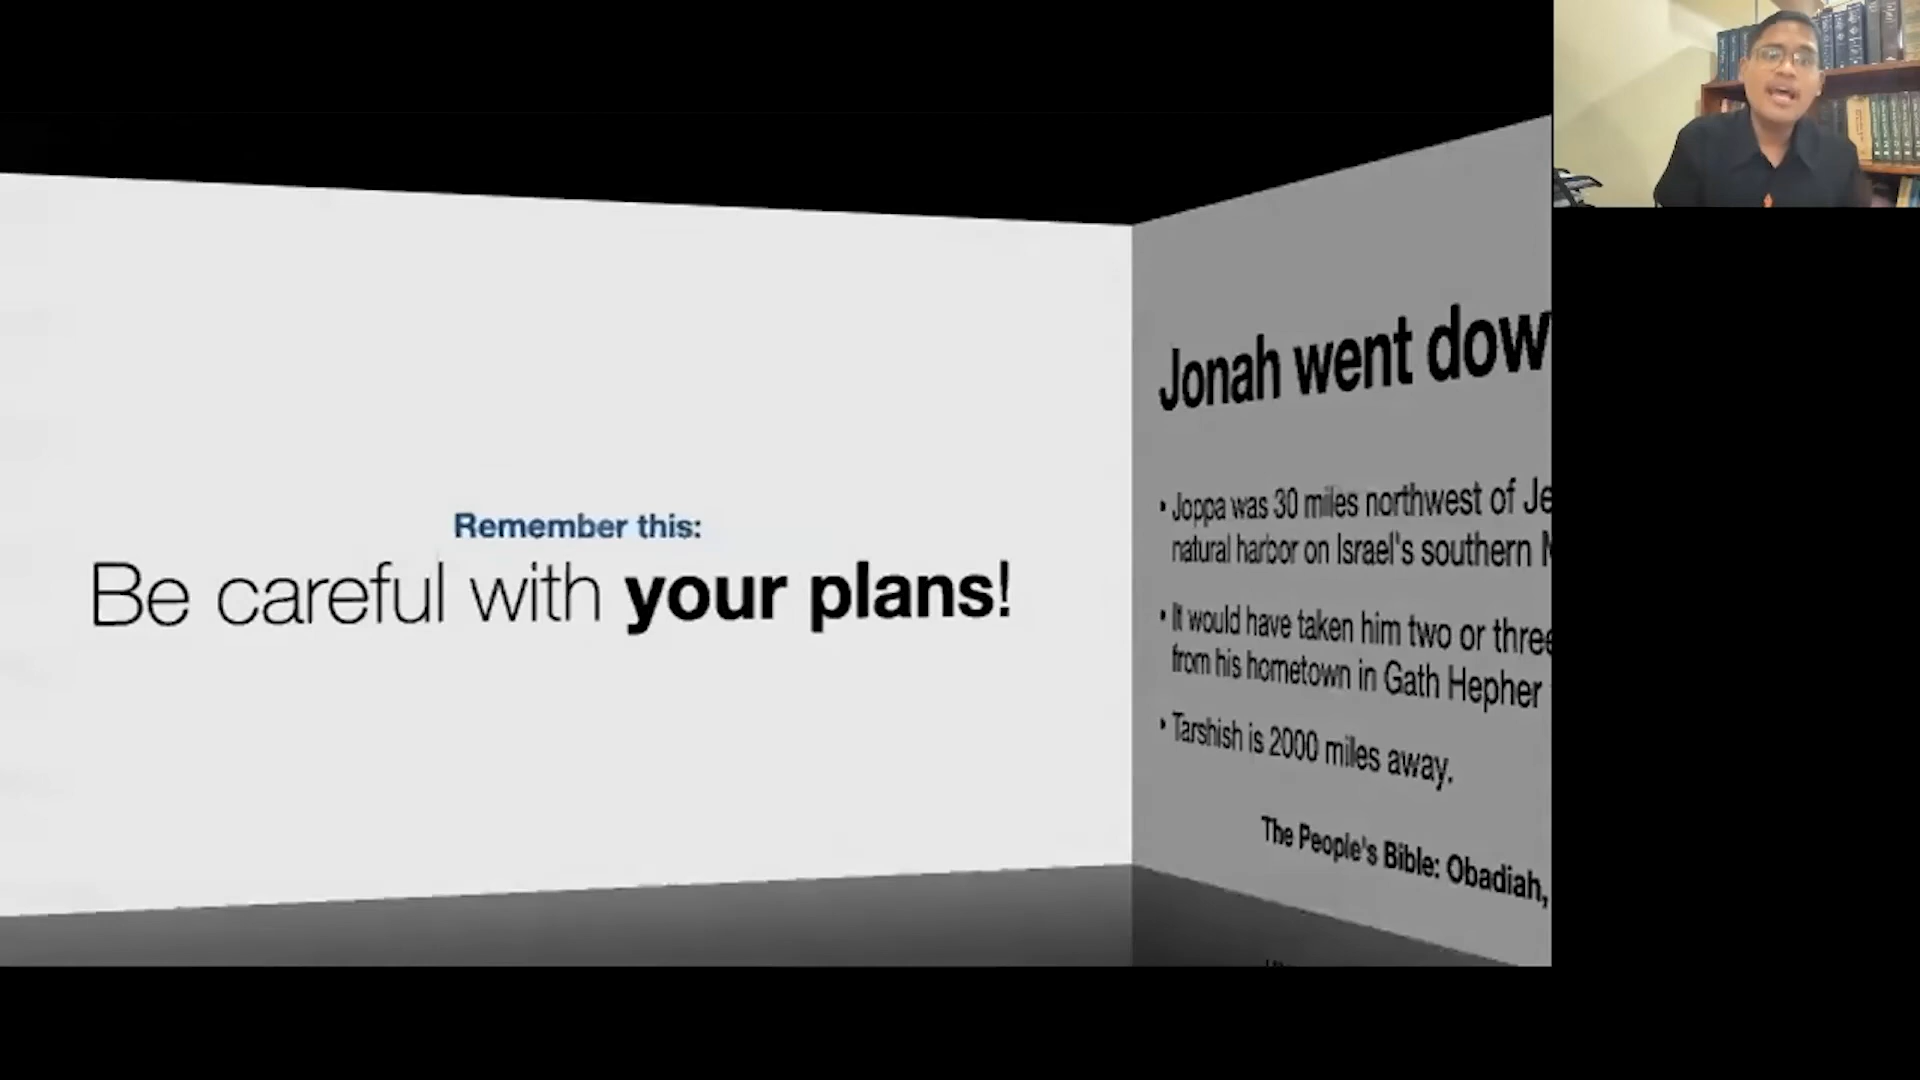 Remember this:
Be careful with your plans!
Jonah went dow
• Joppa was 30 miles northwest of Je
natural harbor on Israel's southern
• It would have taken him two or three
from his hometown in Gath Hepher
• Tarshish is 2000 miles away.
The People's Bible: Obadiah,